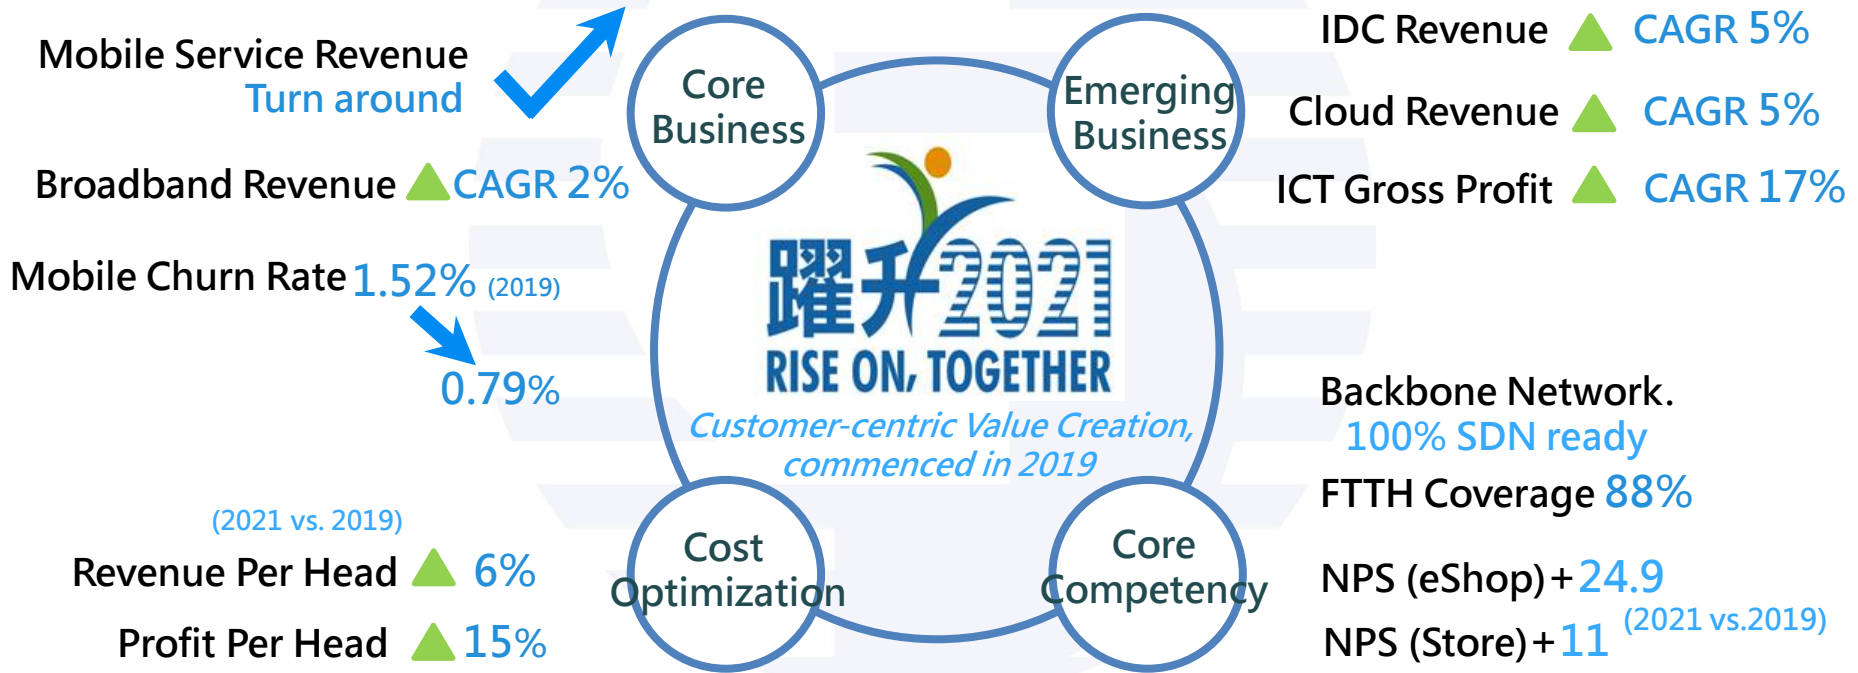 Mobile Service Revenue
Turn around
Broadband Revenue CAGR 2%
Mobile Churn Rate 1.52% (2019)
0.79%
Core
Business
Emerging
Business
IDC Revenue CAGR 5%
Cloud Revenue CAGR 5%
ICT Gross Profit CAGR 17%
躍升2021
RISE ON, TOGETHER
Customer-centric Value Creation,
commenced in 2019
(2021 vs. 2019)
Revenue Per Head 6%
Profit Per Head 15%
Cost
Optimization
Core
Competency
Backbone Network.
100% SDN ready
FTTH Coverage 88%
NPS (eShop)+24.9
(2021 vs.2019)
NPS (Store)+11